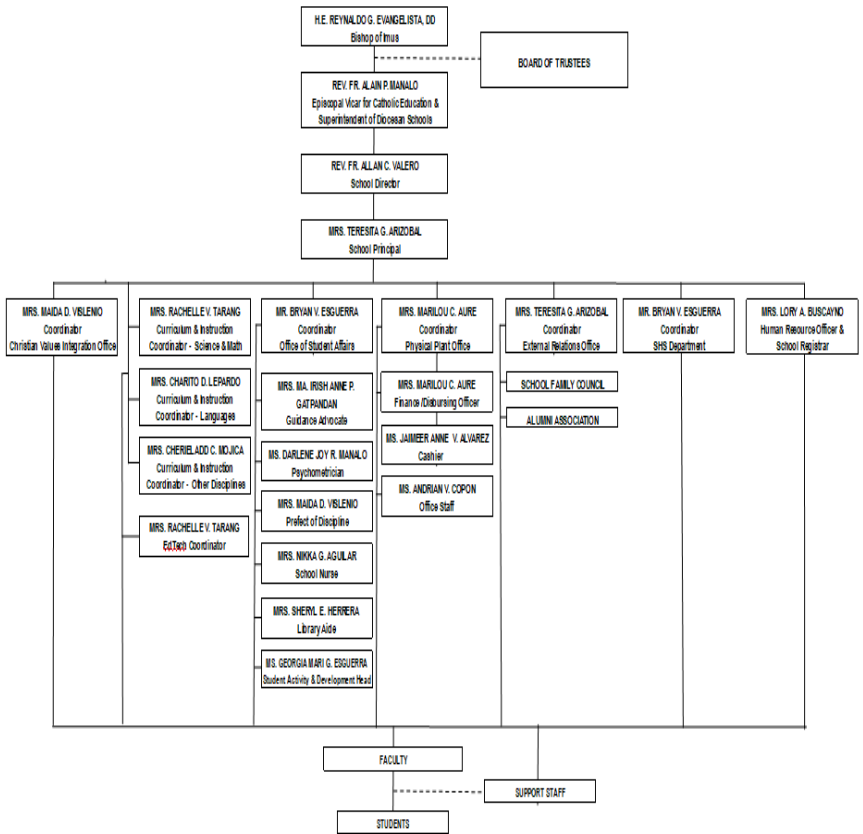 H.E. REYNALDO G. EVANGELISTA, DD
Bishop of Imus
BOARD OF TRUSTEES
REV. FR. ALAIN P. MANALO
Episcopal Vicar for Catholic Education &
Superintendent of Diocesan Schools
REV. FR. ALLAN C. VALERO
School Director
MRS. TERESITA G. ARIZOBAL
School Principal
MRS. MAIDA D. VISLENIO
Coordinator
Christian Values Integration Office
MRS. RACHELLE V. TARANG
Curriculum & Instruction
Coordinator - Science & Math
MRS. CHARITO D. LEPARDO
Curriculum & Instruction
Coordinator - Languages
MRS. CHERIELADD C. MOJICA
Curriculum & Instruction
Coordinator - Other Disciplines
MRS. RACHELLE V. TARANG
EdTech Coordinator
MR. BRYAN V. ESGUERRA
Coordinator
Office of Student Affairs
MRS. MA. IRISH ANNE P.
GATPANDAN
Guidance Advocate
MS. DARLENE JOY R. MANALO
Psychometrician
MRS. MAIDA D. VISLENIO
Prefect of Discipline
MRS. NIKKA G. AGUILAR
School Nurse
MRS. SHERYL E. HERRERA
Library Aide
MS. GEORGIA MARI G. ESGUERRA
Student Activity & Development Head
MRS. MARILOU C. AURE
Coordinator
Physical Plant Office
MRS. MARILOU C. AURE
Finance /Disbursing Officer
MS. JAIMEER ANNE V. ALVAREZ
Cashier
MS. ANDRIAN V. COPON
Office Staff
MRS. TERESITA G. ARIZOBAL
Coordinator
External Relations Office
SCHOOL FAMILY COUNCIL
ALUMNI ASSOCIATION
MR. BRYAN V. ESGUERRA
Coordinator
SHS Department
MRS. LORY A. BUSCAYNO
Human Resource Officer &
School Registrar
FACULTY
SUPPORT STAFF
STUDENTS